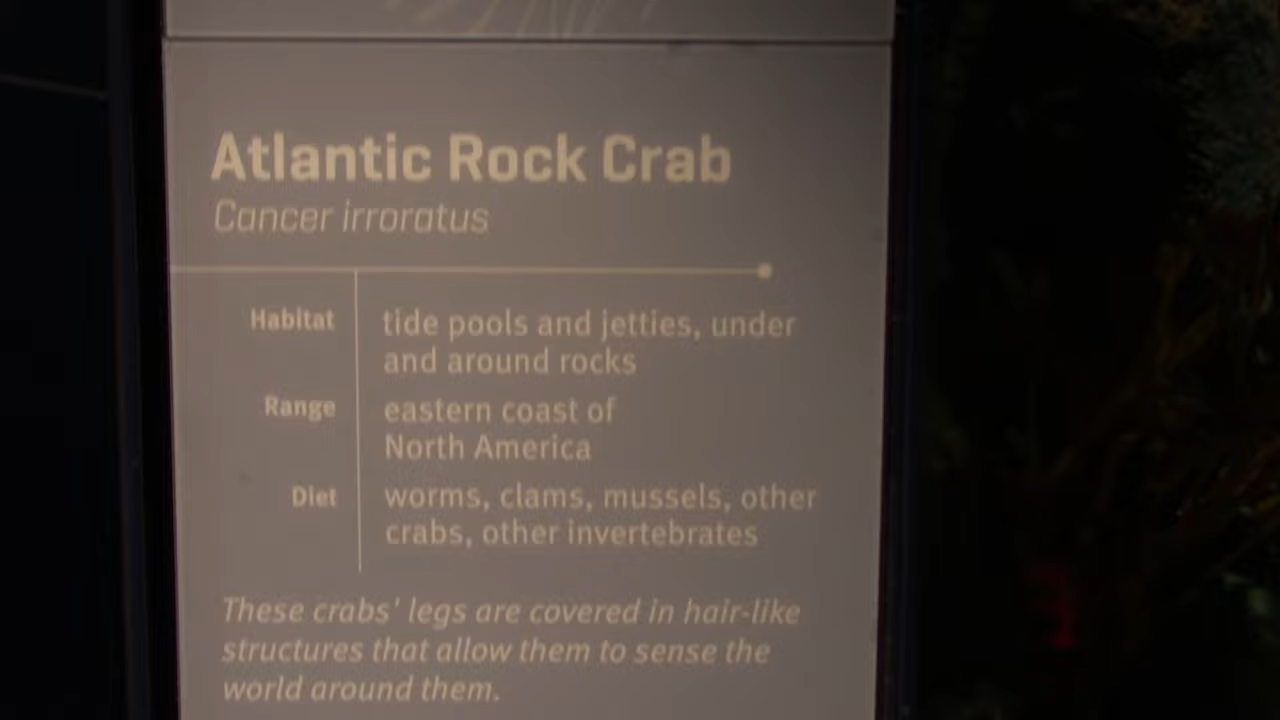 Atlantic Rock Crab
Cancer irroratus
Habitat
tide pools and jetties, under
and around rocks
Range
eastern coast of
North America
Diet
worms, clams, mussels, other
crabs, other invertebrates
These crabs' legs are covered in hair-like
structures that allow them to sense the
world around them.